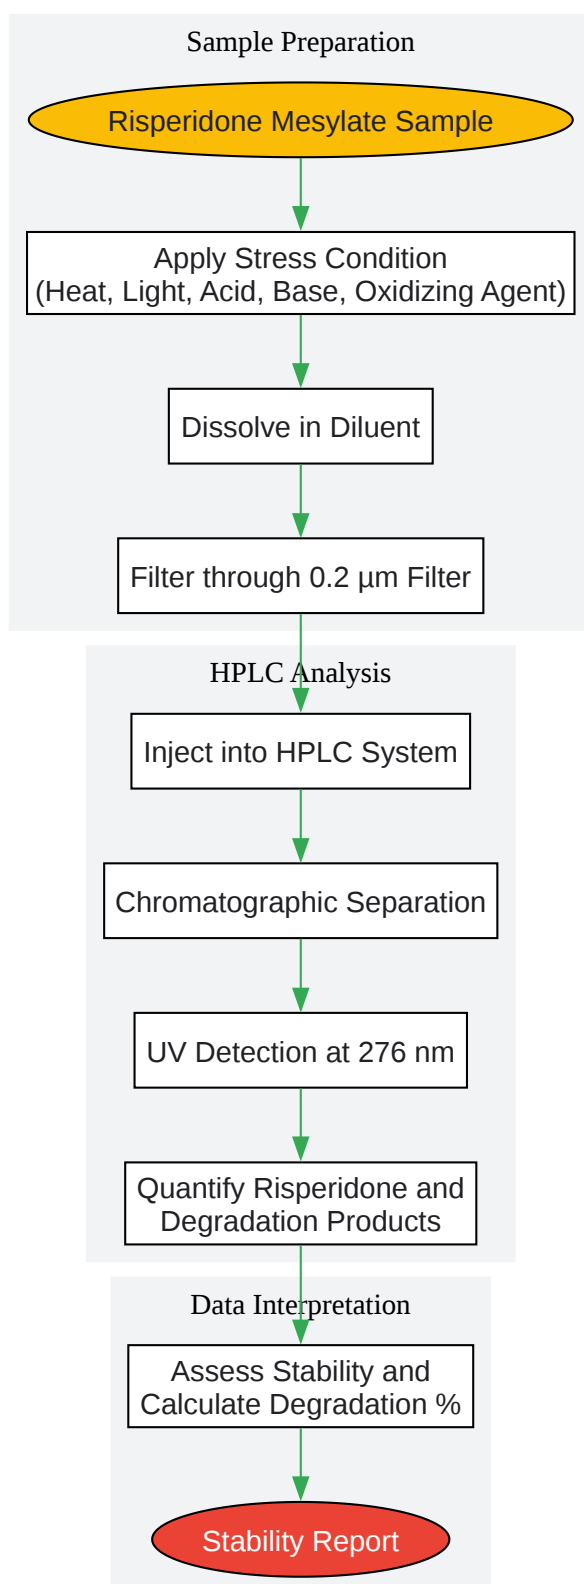 Sample Preparation
Risperidone Mesylate Sample
Apply Stress Condition
(Heat, Light, Acid, Base, Oxidizing Agent)
Dissolve in Diluent
Filter through 0.2 µm Filter
HPLC Analysis
Inject into HPLC System
Chromatographic Separation
UV Detection at 276 nm
Quantify Risperidone and
Degradation Products
Data Interpretation
Assess Stability and
Calculate Degradation %
Stability Report